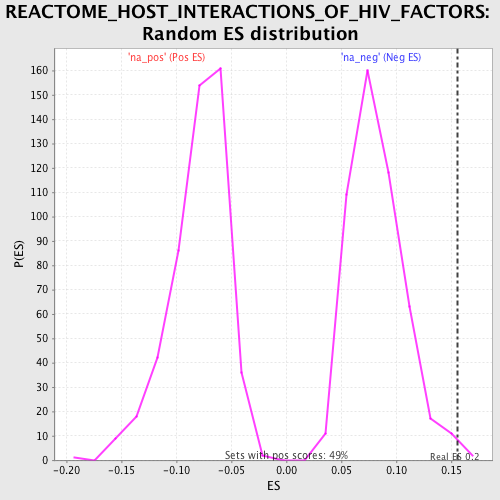 REACTOME_HOST_INTERACTIONS_OF_HIV_FACTORS:
Random ES distribution
'na_pos' (Pos ES)
'na_neg' (Neg ES)
160
150
140
130
120
110
100
90
80
70
60
50
40
30
20
10
0
P(ES)
Sets with pos scores: 49%
Real ES 0.2
-0.20 -0.15 -0.10 -0.05 0.00 0.05 0.10 0.15
ES